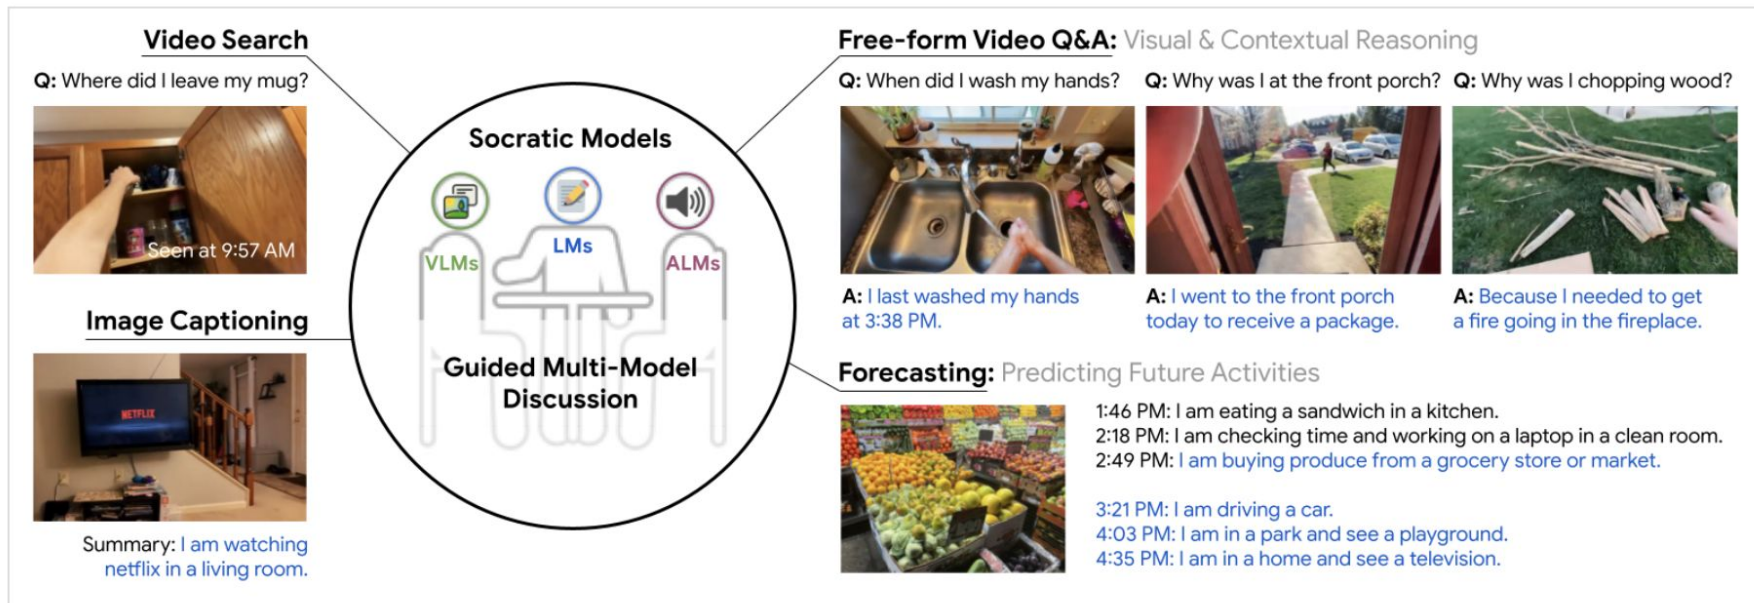 Video Search
Q: Where did I leave my mug?
Seen at 9:57 AM
Image Captioning
NETFLIX
Summary: I am watching
netflix in a living room.
Socratic Models
VLMs
LMs
ALMs
Guided Multi-Model
Discussion
Free-form Video Q&A: Visual & Contextual Reasoning
Q: When did I wash my hands?
A: I last washed my hands
at 3:38 PM.
Q: Why was I at the front porch?
A: I went to the front porch
today to receive a package.
Q: Why was I chopping wood?
A: Because I needed to get
a fire going in the fireplace.
Forecasting: Predicting Future Activities
1:46 PM: I am eating a sandwich in a kitchen.
2:18 PM: I am checking time and working on a laptop in a clean room.
2:49 PM: I am buying produce from a grocery store or market.
3:21 PM: I am driving a car.
4:03 PM: I am in a park and see a playground.
4:35 PM: I am in a home and see a television.